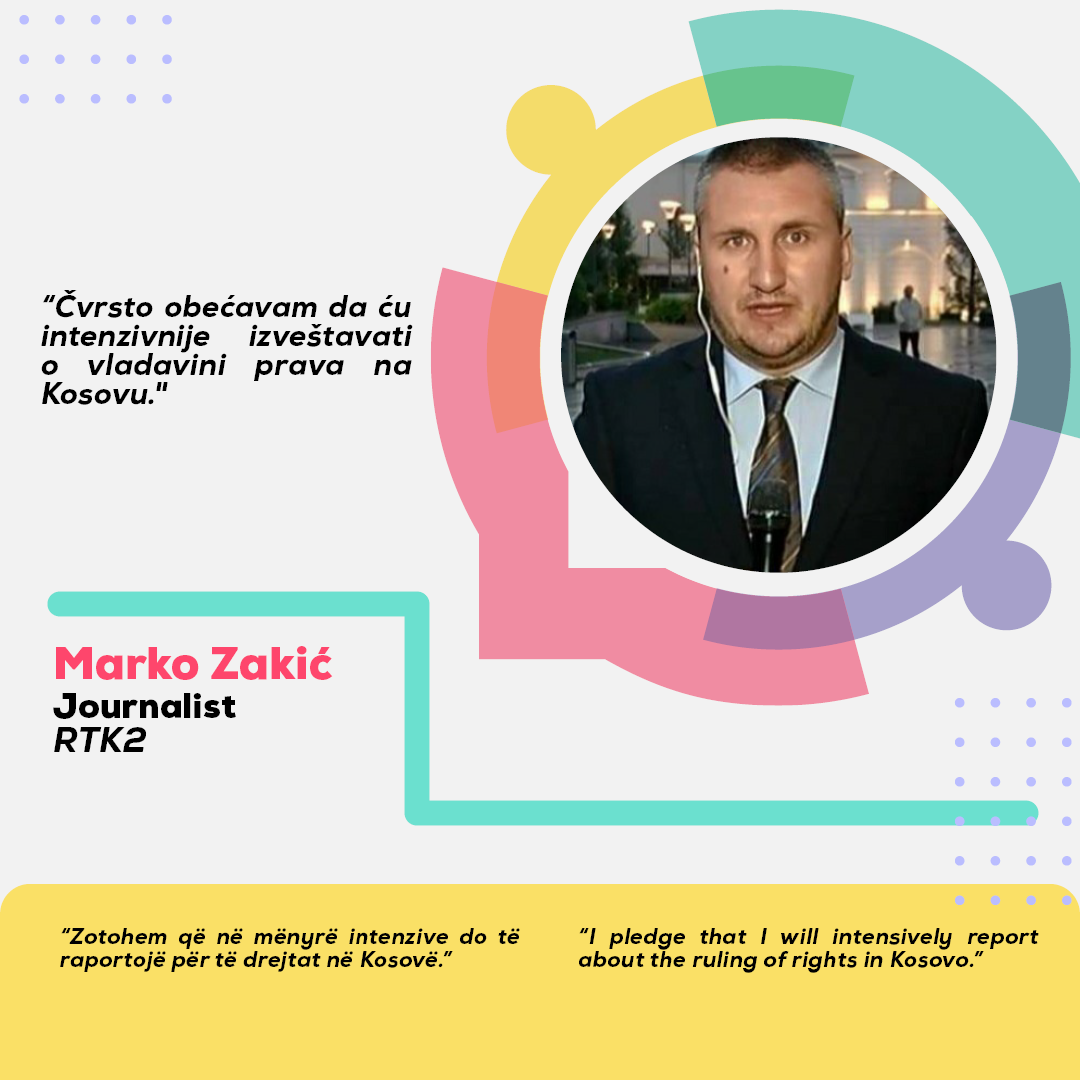 “Čvrsto obećavam da ću
intenzivnije izveštavati
o vladavini prava na
Kosovu."
Marko Zakić
Journalist
RTK2
“Zotohem që në mënyrë intenzive do të
raportojë për të drejtat në Kosovë.”
“I pledge that I will intensively report
about the ruling of rights in Kosovo.”